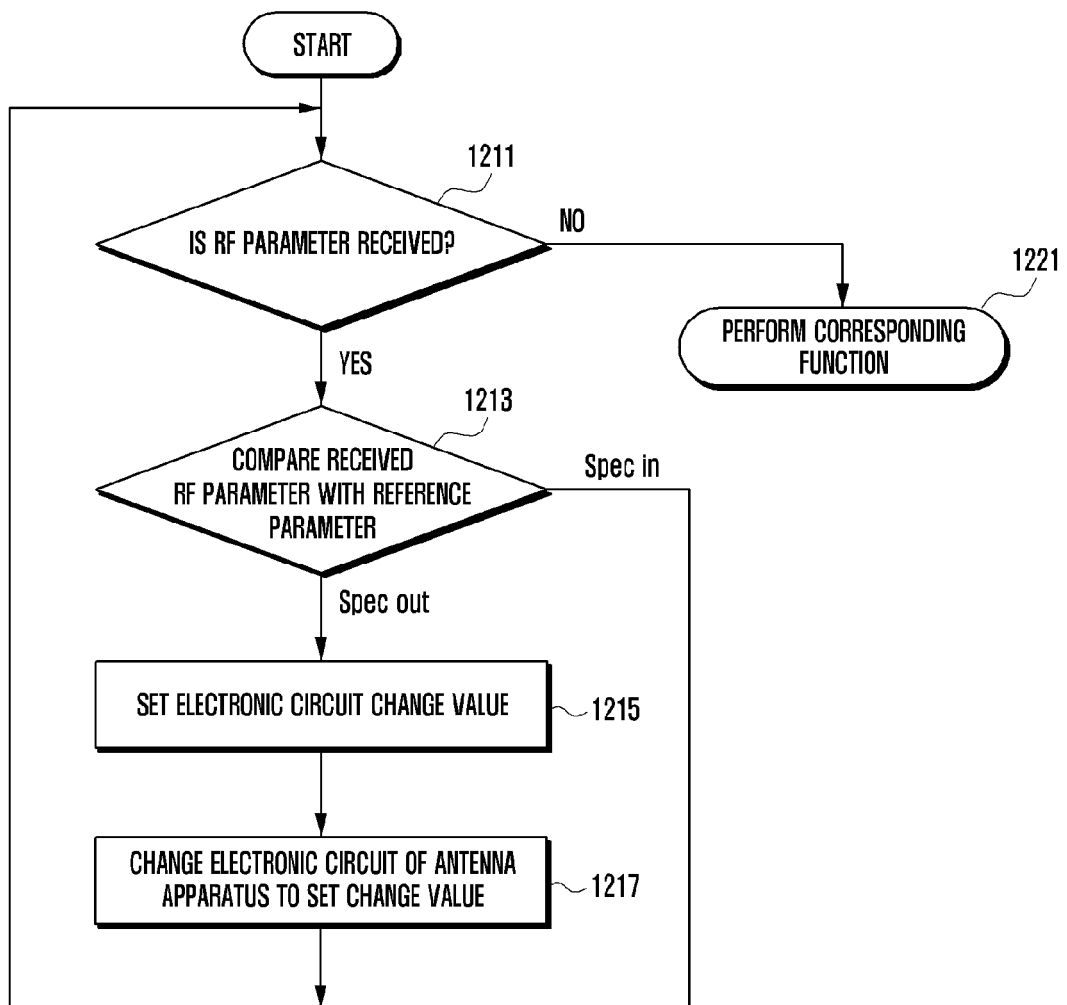 START
1211
IS RF PARAMETER RECEIVED?
NO
1221
PERFORM CORRESPONDING
FUNCTION
YES
1213
COMPARE RECEIVED
RF PARAMETER WITH REFERENCE
PARAMETER
Spec in
Spec out
SET ELECTRONIC CIRCUIT CHANGE VALUE
1215
CHANGE ELECTRONIC CIRCUIT OF ANTENNA
APPARATUS TO SET CHANGE VALUE
1217